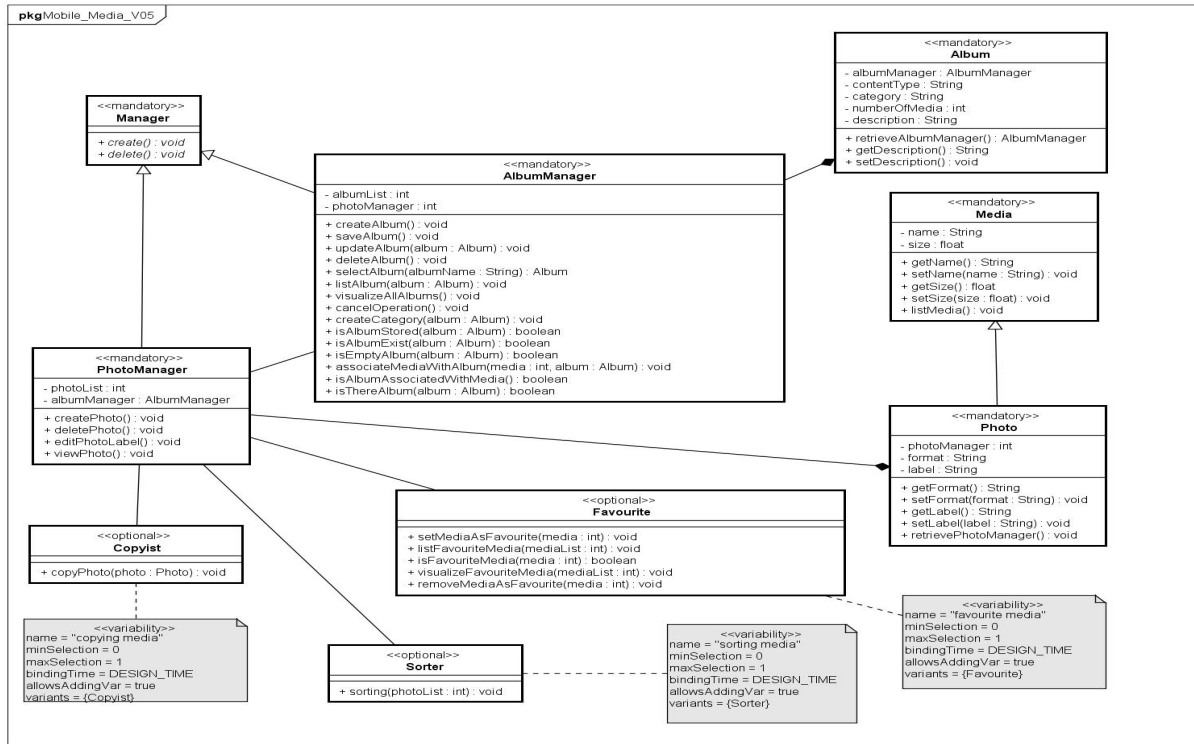 pkgMobile_Media_V05
<<mandatory>>
Manager
+ create() : void
+ delete() : void
<<mandatory>>
AlbumManager
- albumList : int
- photoManager : int
+ createAlbum() : void
+ saveAlbum() : void
+ updateAlbum(album : Album) : void
+ deleteAlbum() : void
+ selectAlbum(albumName : String) : Album
+ listAlbum(album : Album) : void
+ visualizeAllAlbums() : void
+ cancelOperation() : void
+ createCategory(album : Album) : void
+ isAlbumStored(album : Album) : boolean
+ isAlbumExist(album : Album) : boolean
+ isEmptyAlbum(album : Album) : boolean
+ associateMediaWithAlbum(media : int, album : Album) : void
+ isAlbumAssociatedWithMedia() : boolean
+ isThereAlbum(album : Album) : boolean
<<mandatory>>
Album
- albumManager : AlbumManager
- contentType : String
- category : String
- numberOfMedia : int
- description : String
+ retrieveAlbumManager() : AlbumManager
+ getDescription() : String
+ setDescription() : void
<<mandatory>>
Media
- name : String
- size : float
+ getName() : String
+ setName(name : String) : void
+ getSize() : float
+ setSize(size : float) : void
+ listMedia() : void
<<mandatory>>
PhotoManager
- photoList : int
- albumManager : AlbumManager
+ createPhoto() : void
+ deletePhoto() : void
+ editPhotoLabel() : void
+ viewPhoto() : void
<<mandatory>>
Photo
- photoManager : int
- format : String
- label : String
+ getFormat() : String
+ setFormat(format : String) : void
+ getLabel() : String
+ setLabel(label : String) : void
+ retrievePhotoManager() : void
<<optional>>
Favourite
+ setMediaAsFavourite(media : int) : void
+ listFavouriteMedia(mediaList : int) : void
+ isFavouriteMedia(media : int) : boolean
+ visualizeFavouriteMedia(mediaList : int) : void
+ removeMediaAsFavourite(media : int) : void
<<optional>>
Copyist
+ copyPhoto(photo : Photo) : void
<<variability>>
name = "copying media"
minSelection = 0
maxSelection = 1
bindingTime = DESIGN_TIME
allowsAddingVar = true
variants = {Copyist}
<<optional>>
Sorter
+ sorting(photoList : int) : void
<<variability>>
name = "sorting media"
minSelection = 0
maxSelection = 1
bindingTime = DESIGN_TIME
allowsAddingVar = true
variants = {Sorter}
<<variability>>
name = "favourite media"
minSelection = 0
maxSelection = 1
bindingTime = DESIGN_TIME
allowsAddingVar = true
variants = {Favourite}